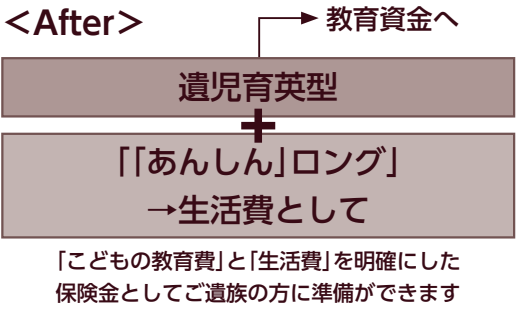 ＜After＞
教育資金へ
遺児育英型
＋
「「あんしん」ロング」
→生活費として
「こどもの教育費」と「生活費」を明確にした
保険金としてご遺族の方に準備ができます